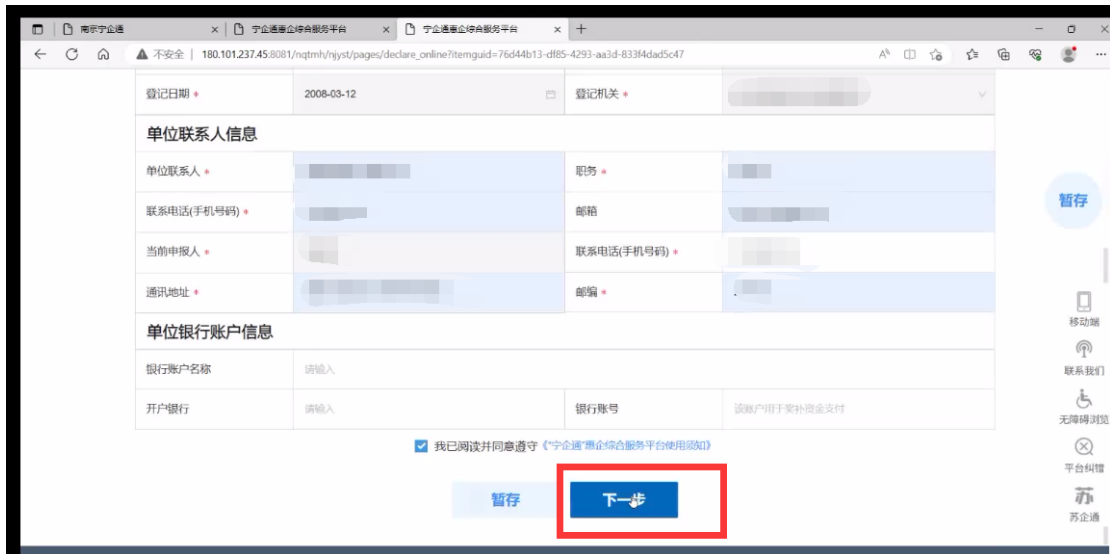 南京宁企通
宁企通惠企综合服务平台
宁企通惠企综合服务平台
不安全 180.101.237.45:8081/nqtmh/njyst/pages/declare_online?itemguid=76d44b13-df85-4293-aa3d-833f4dad5c47
登记日期 * 2008-03-12 登记机关 *
单位联系人信息
单位联系人 * 职务 *
联系电话(手机号码) * 邮箱
当前申报人 * 联系电话(手机号码) *
通讯地址 * 邮编 *
单位银行账户信息
银行账户名称 请输入
开户银行 请输入 银行账号 该账户用于奖补资金支付
我已阅读并同意遵守《"宁企通"惠企综合服务平台使用须知》
暂存 下一步
暂存
移动端
联系我们
无障碍浏览
平台纠错
苏
苏企通